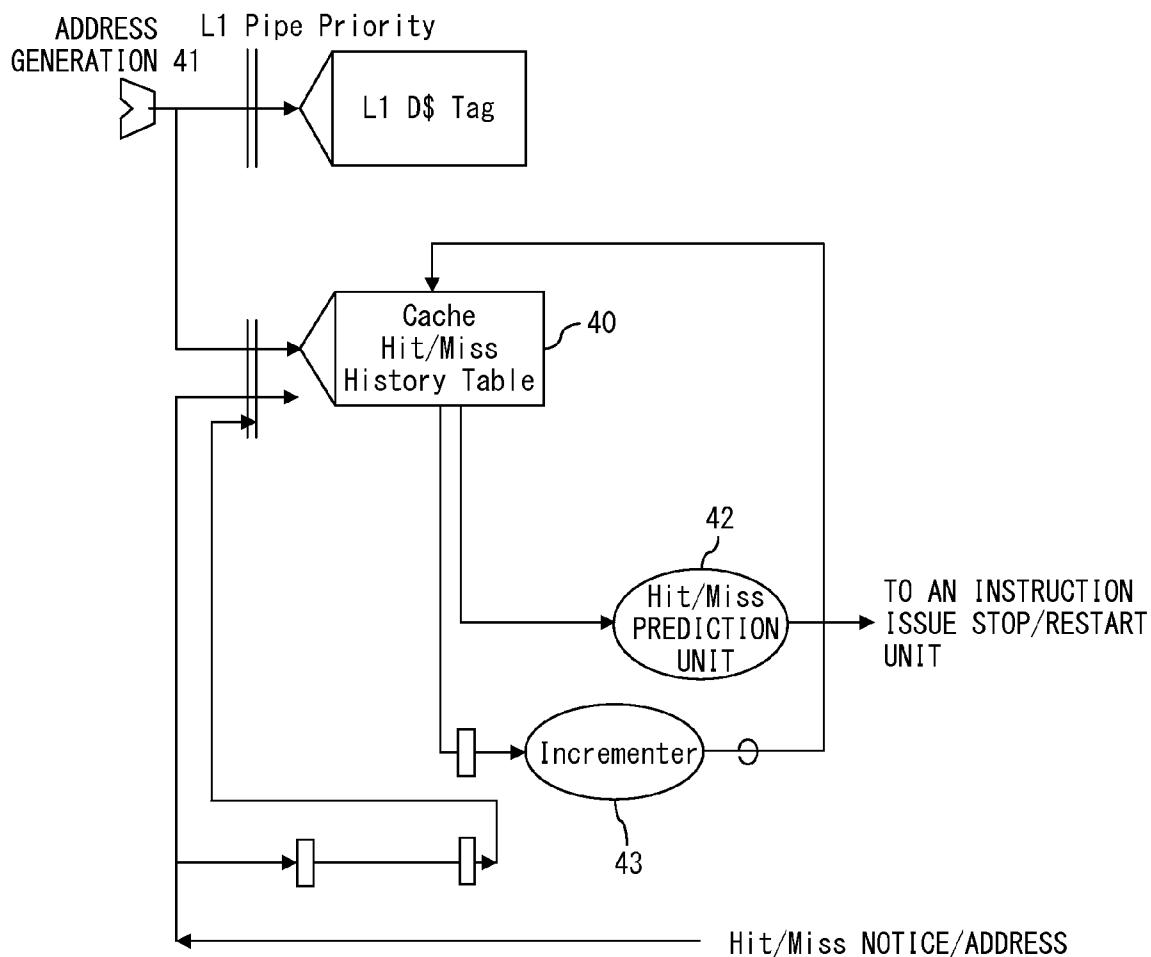 ADDRESS
GENERATION 41
L1 Pipe Priority
L1 D$ Tag
Cache
Hit/Miss
History Table
40
42
Hit/Miss
PREDICTION
UNIT
TO AN INSTRUCTION
ISSUE STOP/RESTART
UNIT
Incrementer
43
Hit/Miss NOTICE/ADDRESS